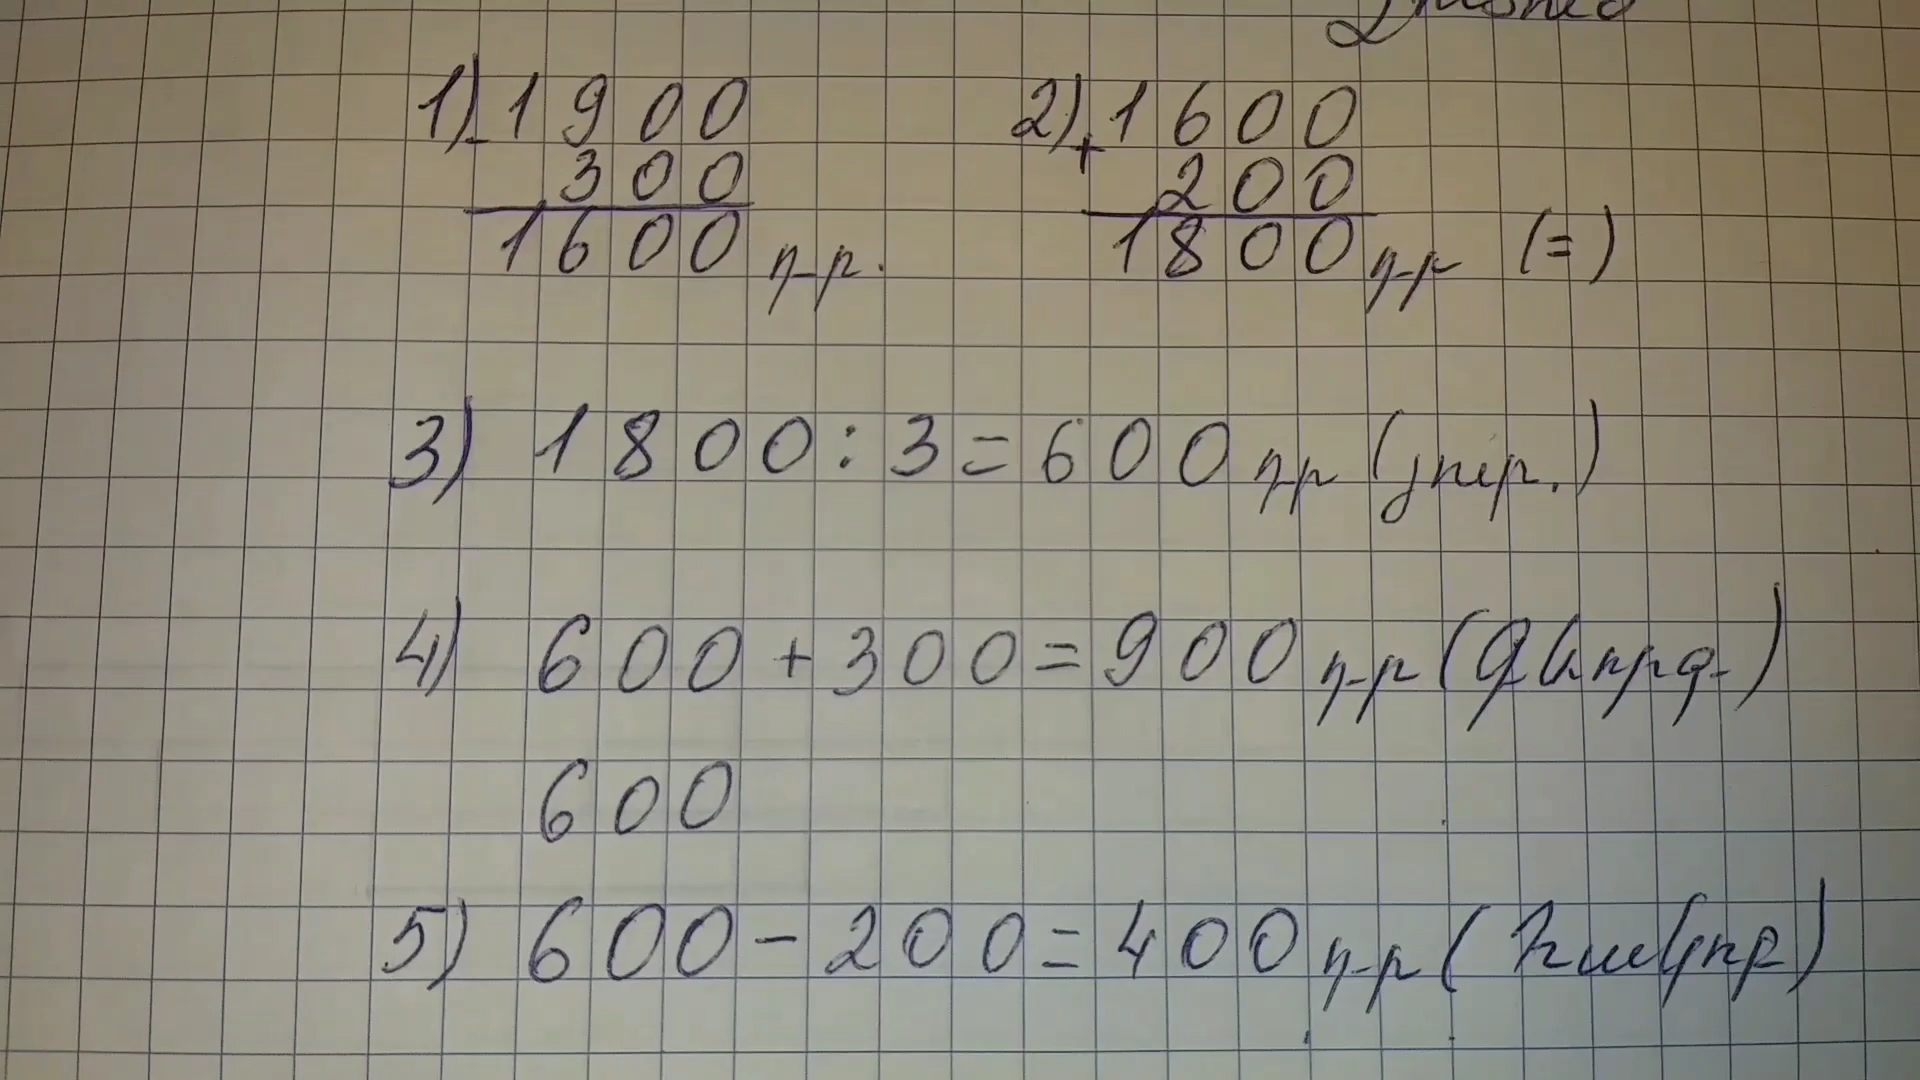 1) - 1900
300
1600 դ-ր.
2) + 1600
200
1800 դ-ր (=)
3) 1800 : 3 = 600 դ-ր
4) 600 + 300 = 900 դ-ր
600
5) 600 - 200 = 400 դ-ր